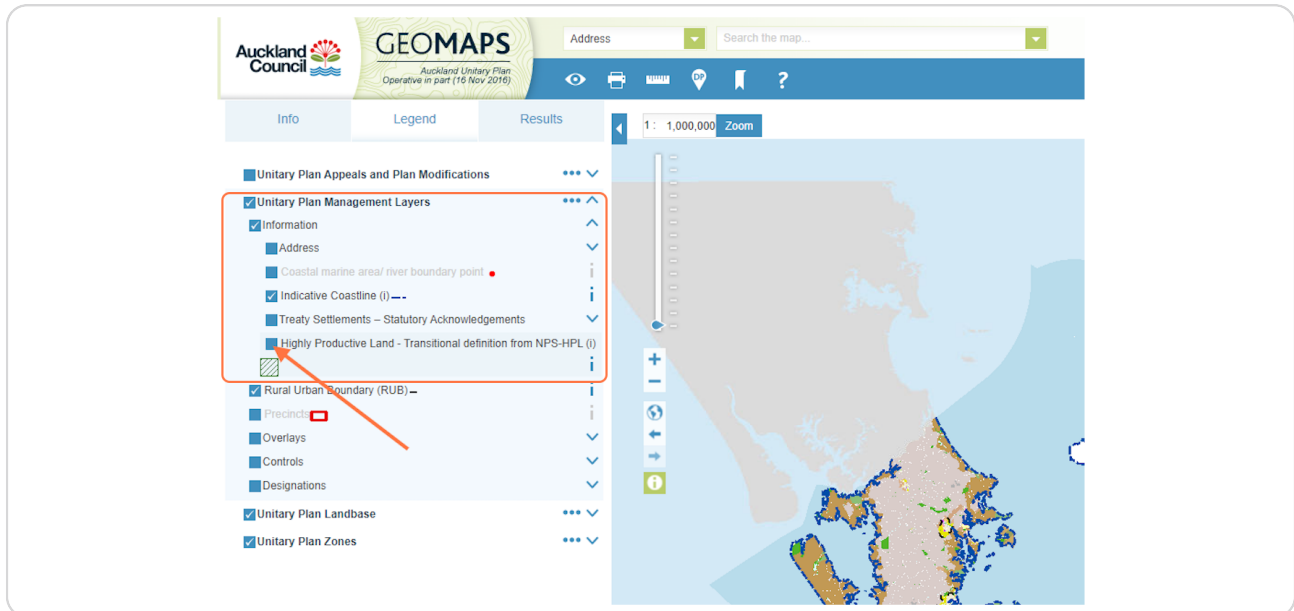 Auckland
Council
GEOMAPS
Auckland Unitary Plan
Operative in part (16 Nov 2016)
Address
Search the map...
DP
?
Info
Legend
Results
1 : 1,000,000
Zoom
Unitary Plan Appeals and Plan Modifications
Unitary Plan Management Layers
Information
Address
Coastal marine area/ river boundary point
i
Indicative Coastline (i)
i
Treaty Settlements – Statutory Acknowledgements
Highly Productive Land - Transitional definition from NPS-HPL (i)
i
Rural Urban Boundary (RUB)
i
Precincts
i
Overlays
Controls
Designations
Unitary Plan Landbase
Unitary Plan Zones